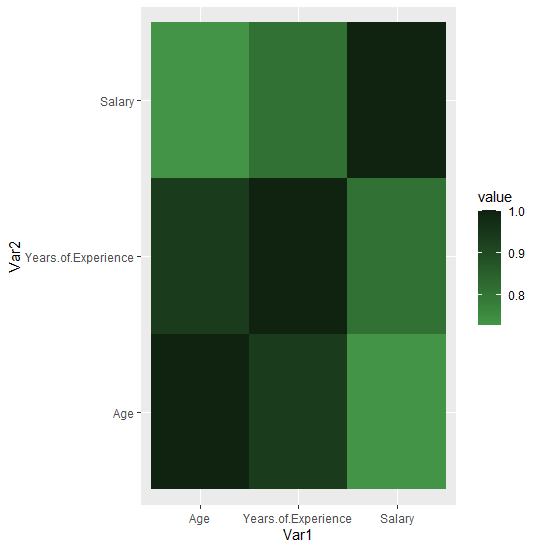 Var2
Salary
Years.of.Experience
Age
Age Years.of.Experience Salary
Var1
value
1.0
0.9
0.8